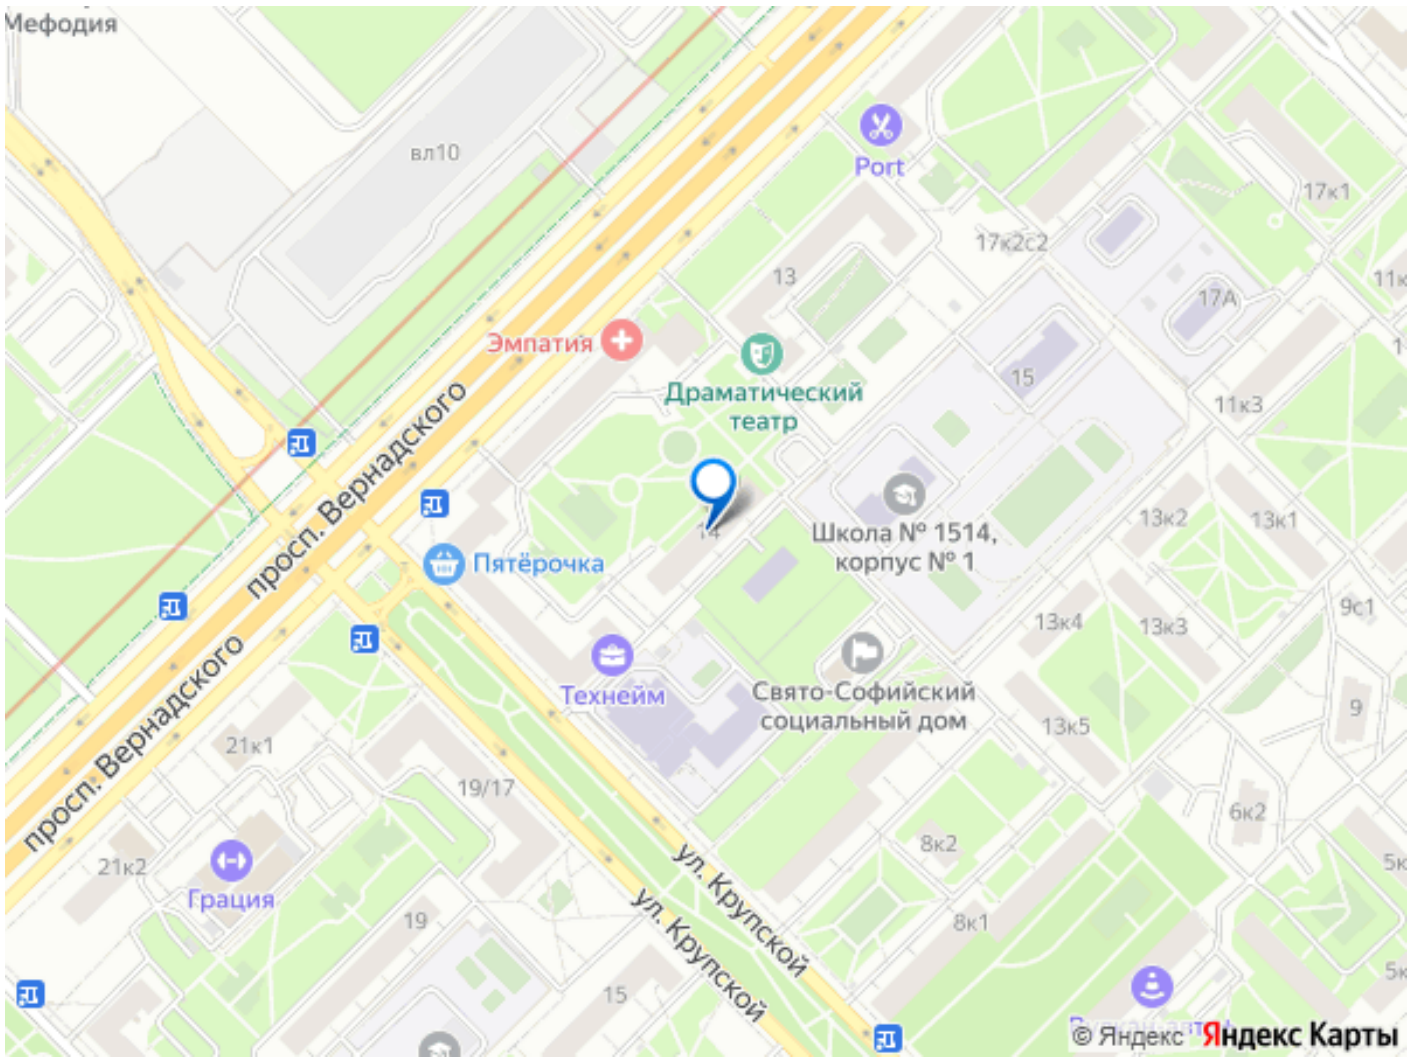 Мефодия
вл10
Port
17к1
17к2с2
13
11к
17А
Эмпатия
Драматический
театр
15
11к3
просп. Вернадского
14
Школа № 1514,
корпус № 1
13к2
13к1
Пятёрочка
9с1
13к4
13к3
Технейм
Свято-Софийский
социальный дом
9
13к5
просп. Вернадского
21к1
19/17
6к2
8к2
21к2
Грация
ул. Крупской
ул. Крупской
19
8к1
5к
5к
15
© Яндекс Яндекс Карты